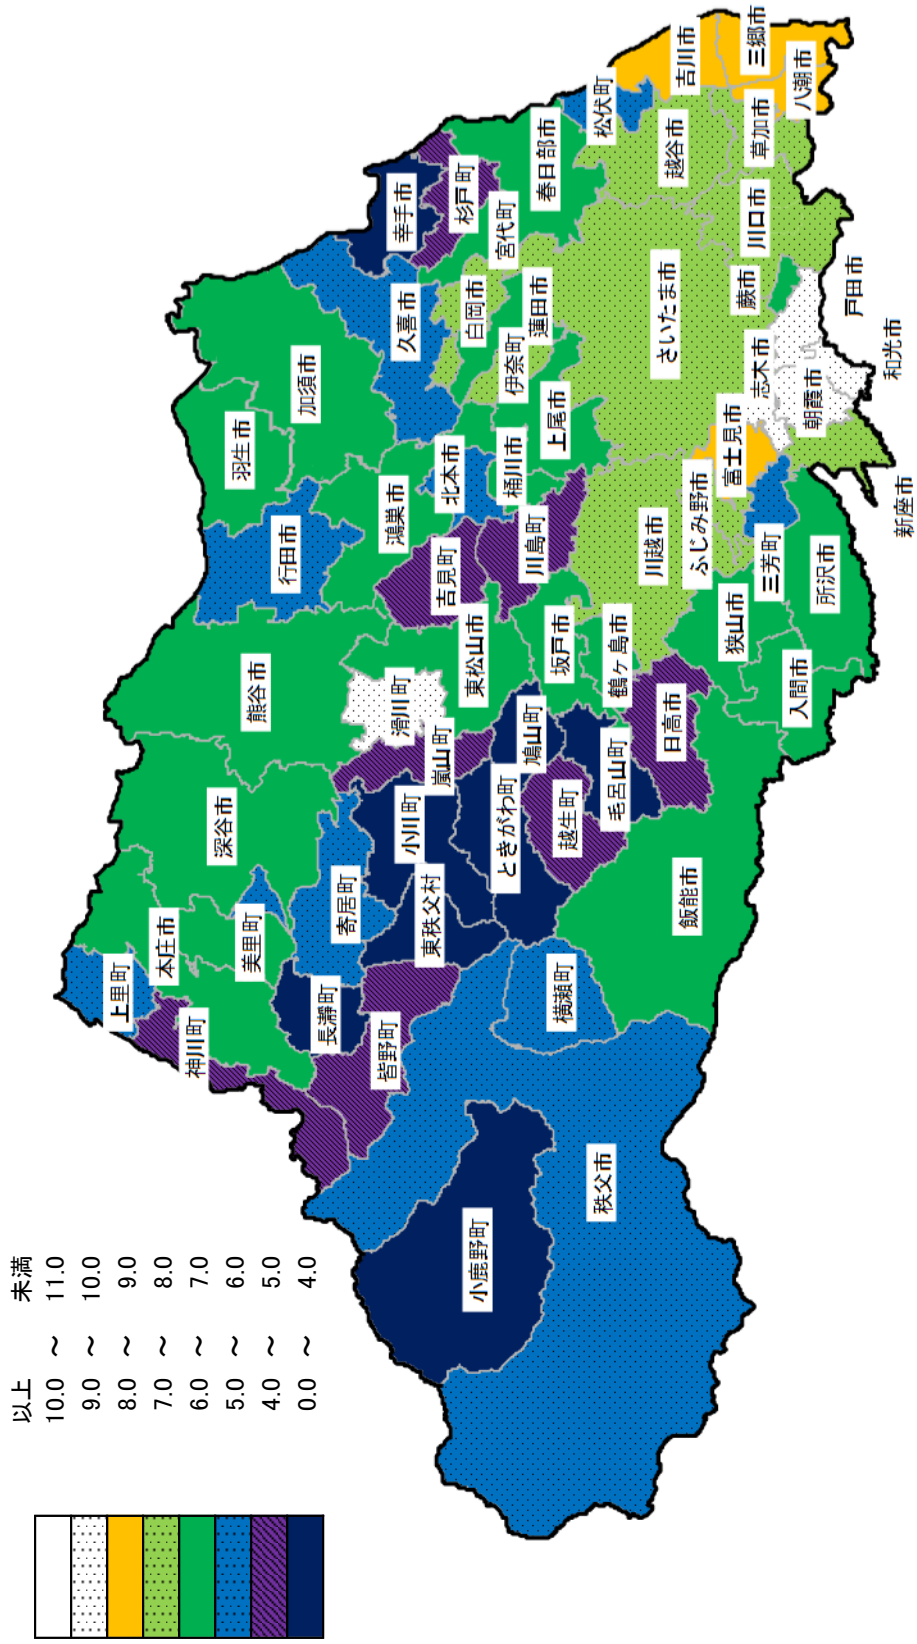 以上 未満
10.0 ～ 11.0
9.0 ～ 10.0
8.0 ～ 9.0
7.0 ～ 8.0
6.0 ～ 7.0
5.0 ～ 6.0
4.0 ～ 5.0
0.0 ～ 4.0
上里町
本庄市
神川町
美里町
深谷市
熊谷市
行田市
羽生市
加須市
長瀞町
寄居町
皆野町
小川町
東秩父村
嵐山町
滑川町
東松山市
吉見町
鴻巣市
北本市
久喜市
幸手市
杉戸町
宮代町
白岡市
蓮田市
伊奈町
桶川市
上尾市
川島町
春日部市
松伏町
小鹿野町
秩父市
横瀬町
ときがわ町
鳩山町
越生町
毛呂山町
坂戸市
鶴ヶ島市
日高市
飯能市
川越市
狭山市
入間市
所沢市
三芳町
ふじみ野市
富士見市
さいたま市
志木市
朝霞市
新座市
和光市
戸田市
蕨市
川口市
越谷市
草加市
吉川市
三郷市
八潮市